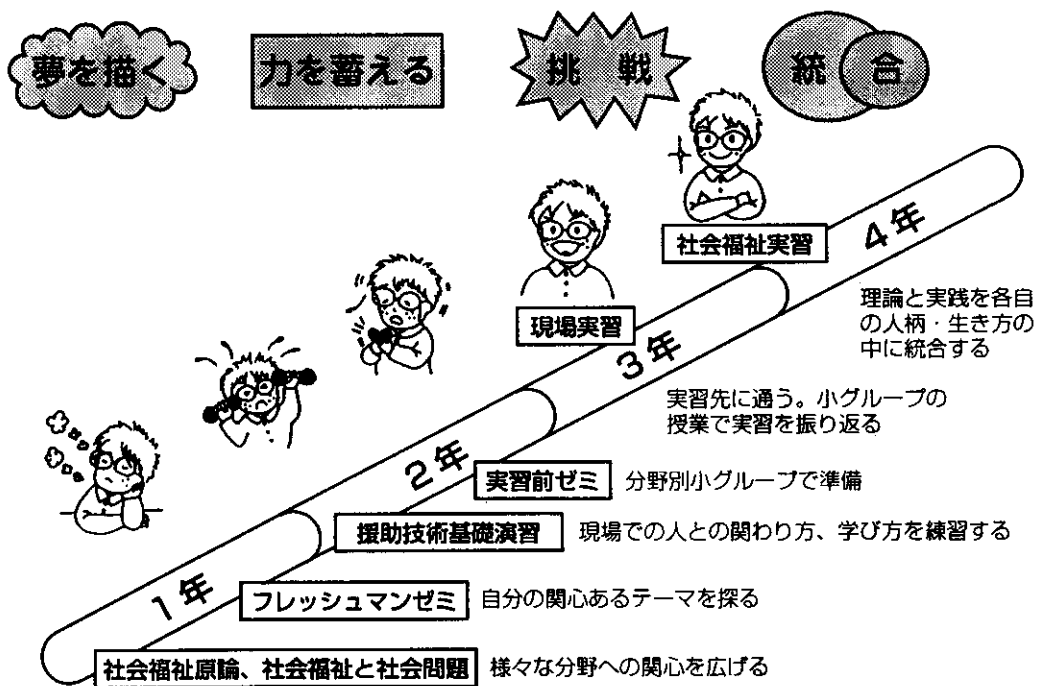 夢を描く
力を蓄える
挑戦
統合
社会福祉実習
4年
理論と実践を各自
の人柄・生き方の
中に統合する
現場実習
3年
実習先に通う。小グループの
授業で実習を振り返る
2年
実習前ゼミ 分野別小グループで準備
援助技術基礎演習 現場での人との関わり方、学び方を練習する
1年
フレッシュマンゼミ 自分の関心あるテーマを探る
社会福祉原論、社会福祉と社会問題 様々な分野への関心を広げる